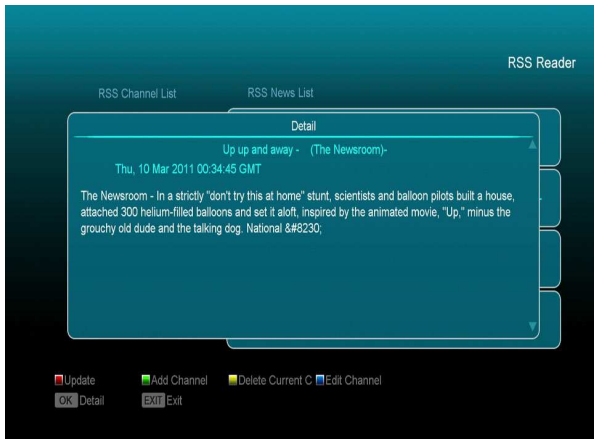 RSS Reader
RSS Channel List RSS News List
Detail
Up up and away - (The Newsroom)-
Thu, 10 Mar 2011 00:34:45 GMT
The Newsroom - In a strictly "don't try this at home" stunt, scientists and balloon pilots built a house,
attached 300 helium-filled balloons and set it aloft, inspired by the animated movie, "Up," minus the
grouchy old dude and the talking dog. National &#8230;
Update Add Channel Delete Current C Edit Channel
OK Detail EXIT Exit